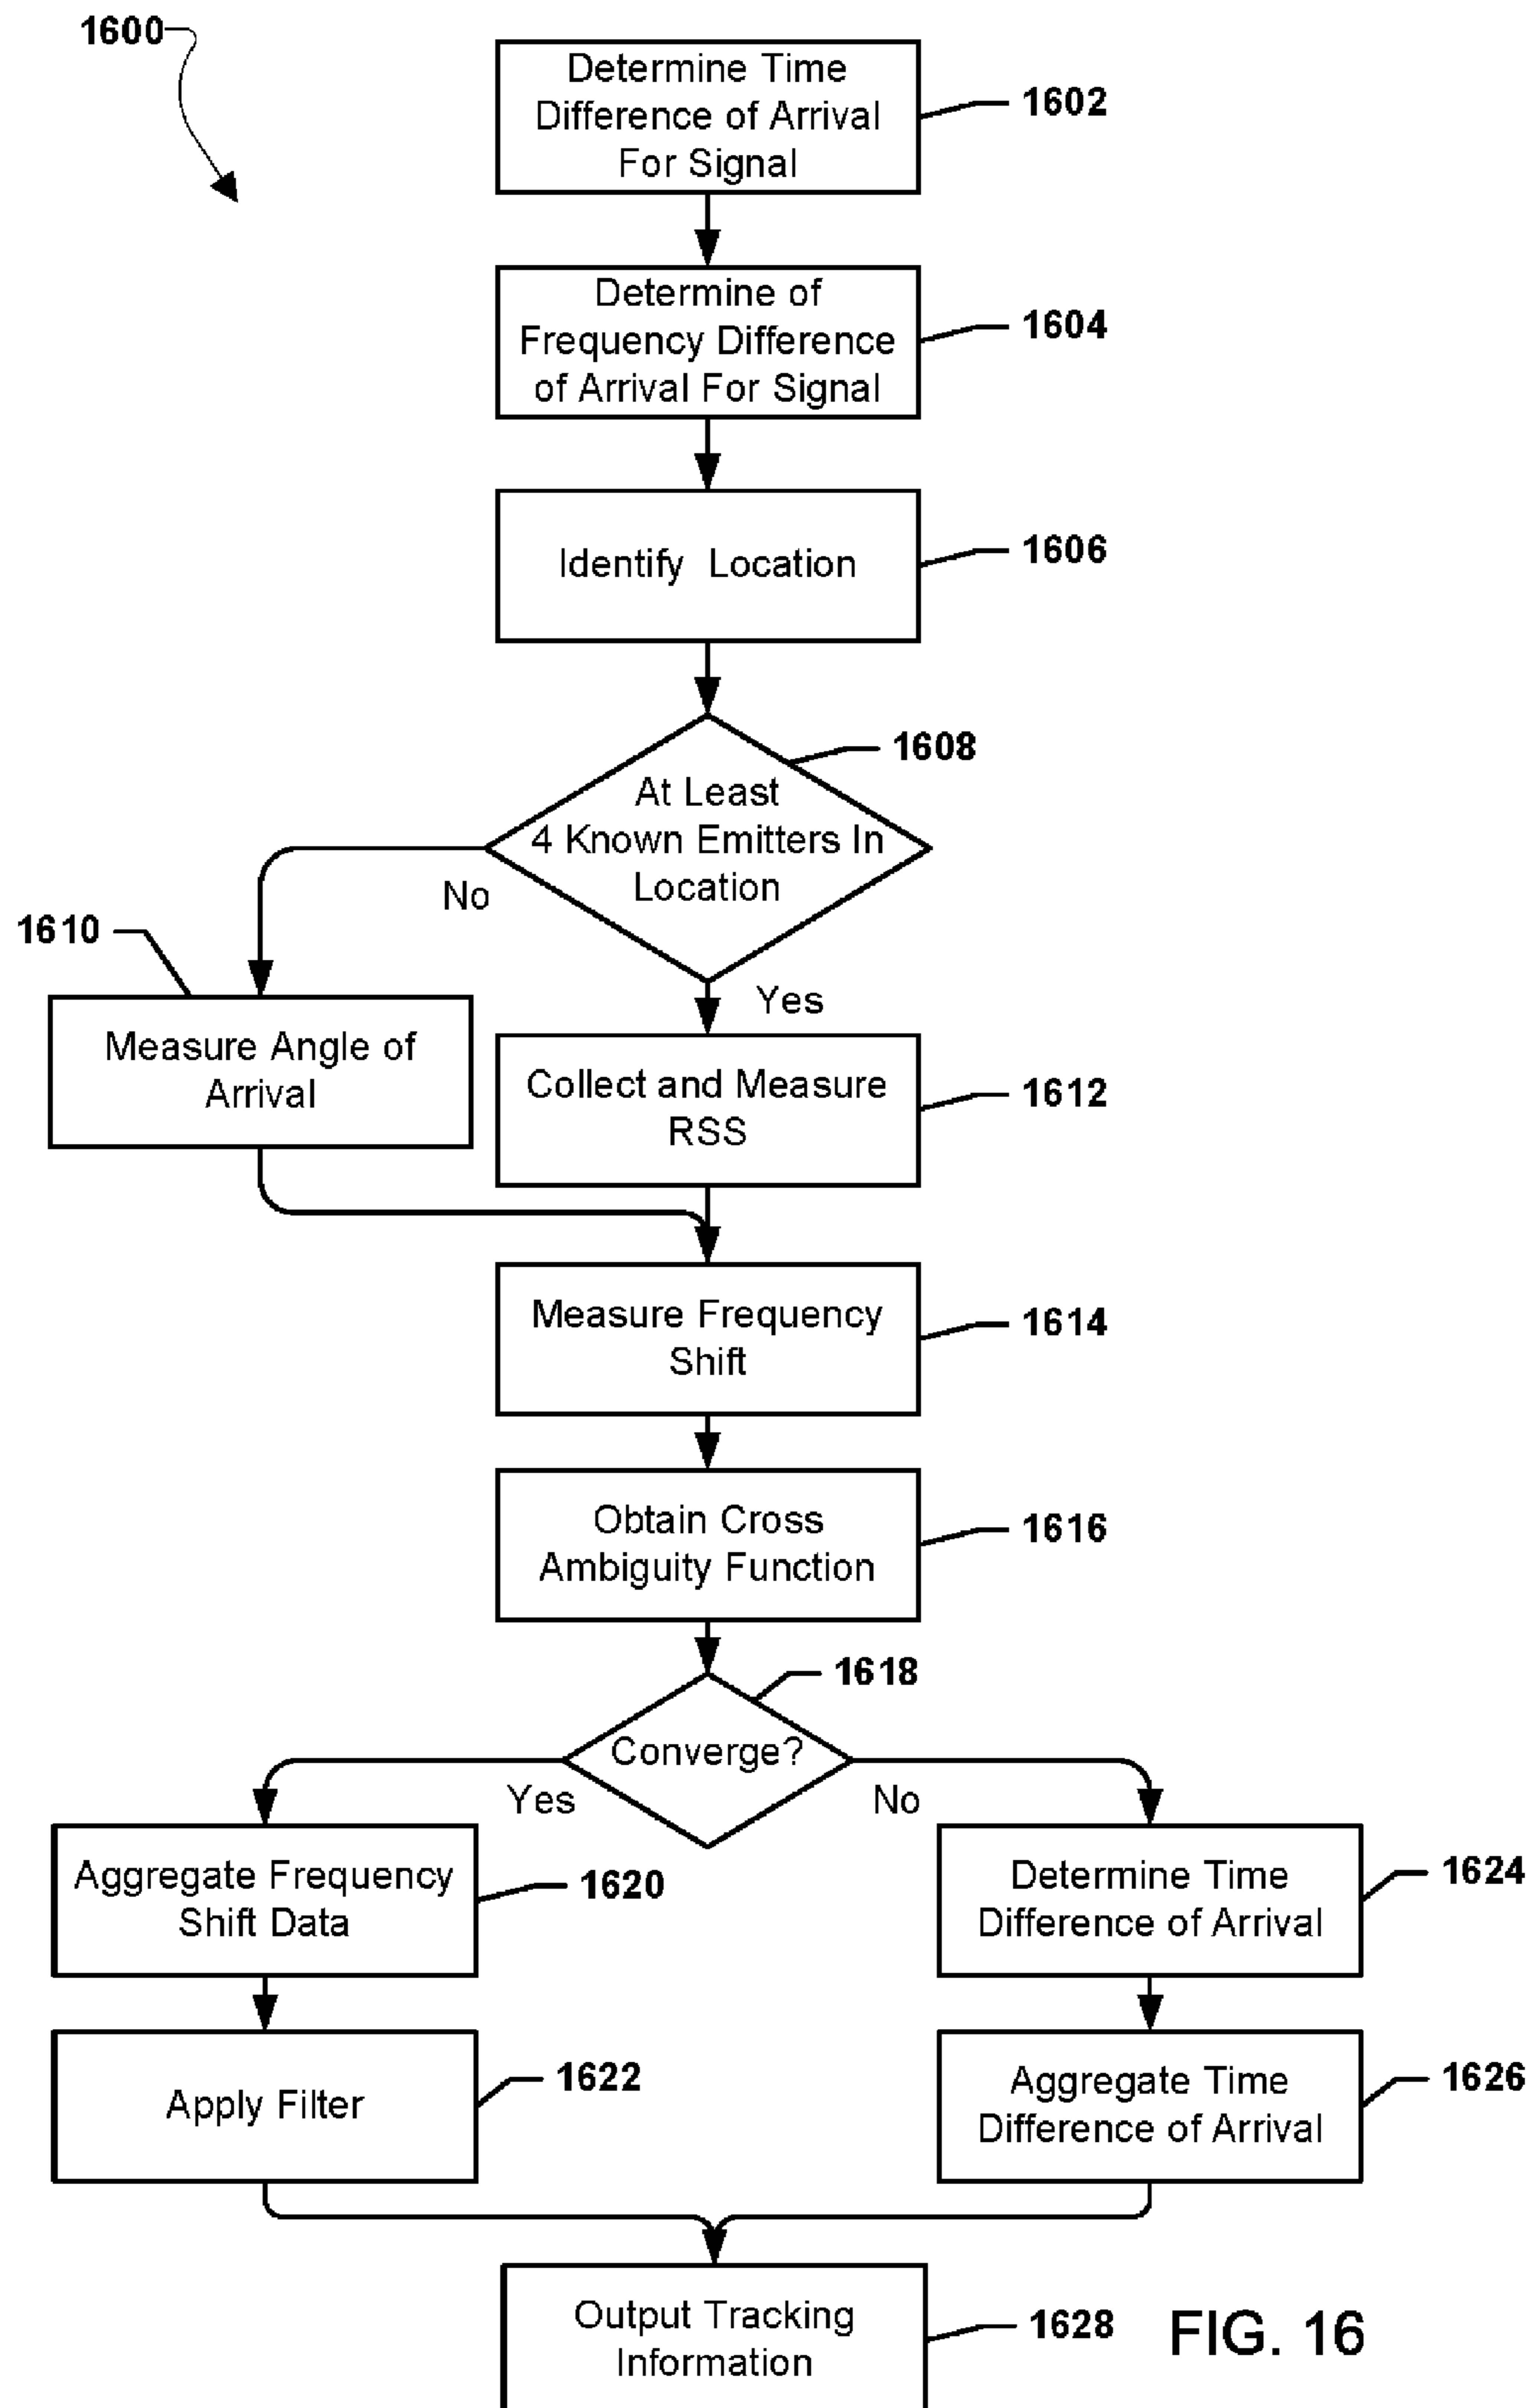 1600
Determine Time
Difference of Arrival
For Signal
1602
Determine of
Frequency Difference
of Arrival For Signal
1604
Identify Location
1606
1608
At Least
4 Known Emitters In
Location
No
Yes
1610
Measure Angle of
Arrival
Collect and Measure
RSS
1612
Measure Frequency
Shift
1614
Obtain Cross
Ambiguity Function
1616
1618
Converge?
Yes
No
Aggregate Frequency
Shift Data
1620
Determine Time
Difference of Arrival
1624
Apply Filter
1622
Aggregate Time
Difference of Arrival
1626
Output Tracking
Information
1628
FIG. 16